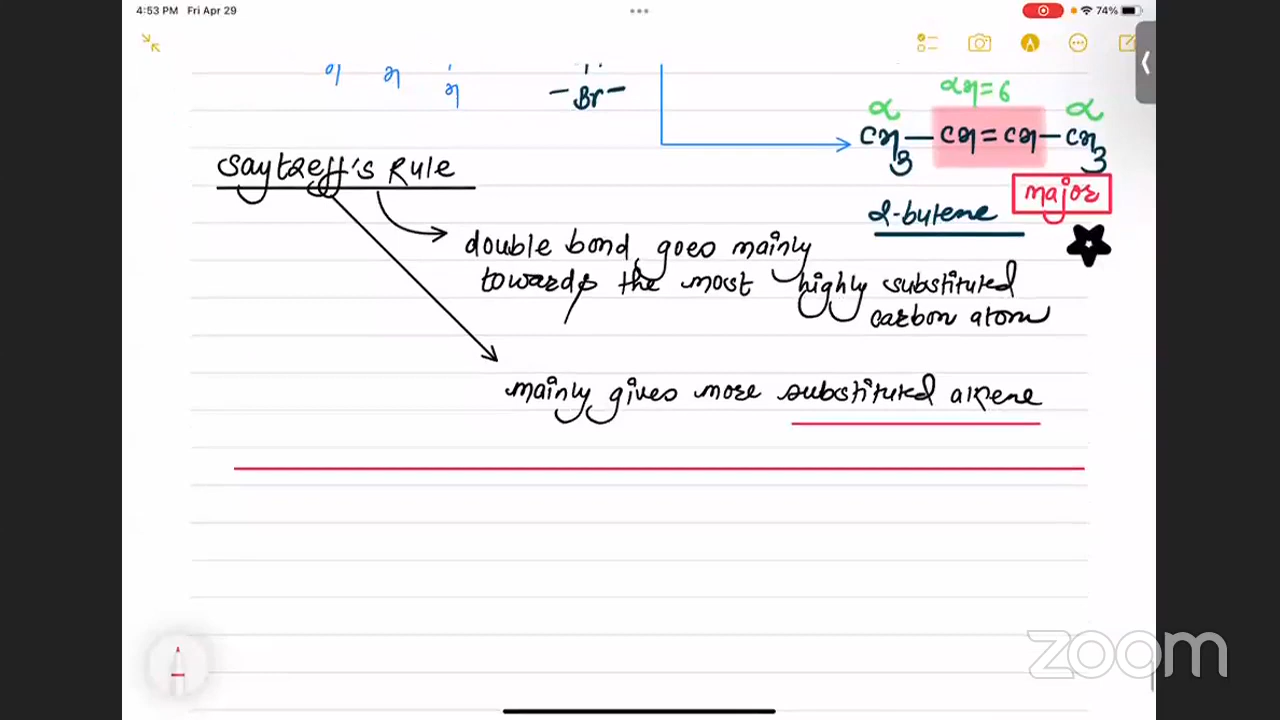 4:53 PM Fri Apr 29
74%
H H H
– Br –
αH = 6
α α
CH3 – CH = CH – CH3
Saytzeff's Rule
major
2-butene
double bond goes mainly
towards the most highly substituted
carbon atom
mainly gives more substituted alkene
zoom